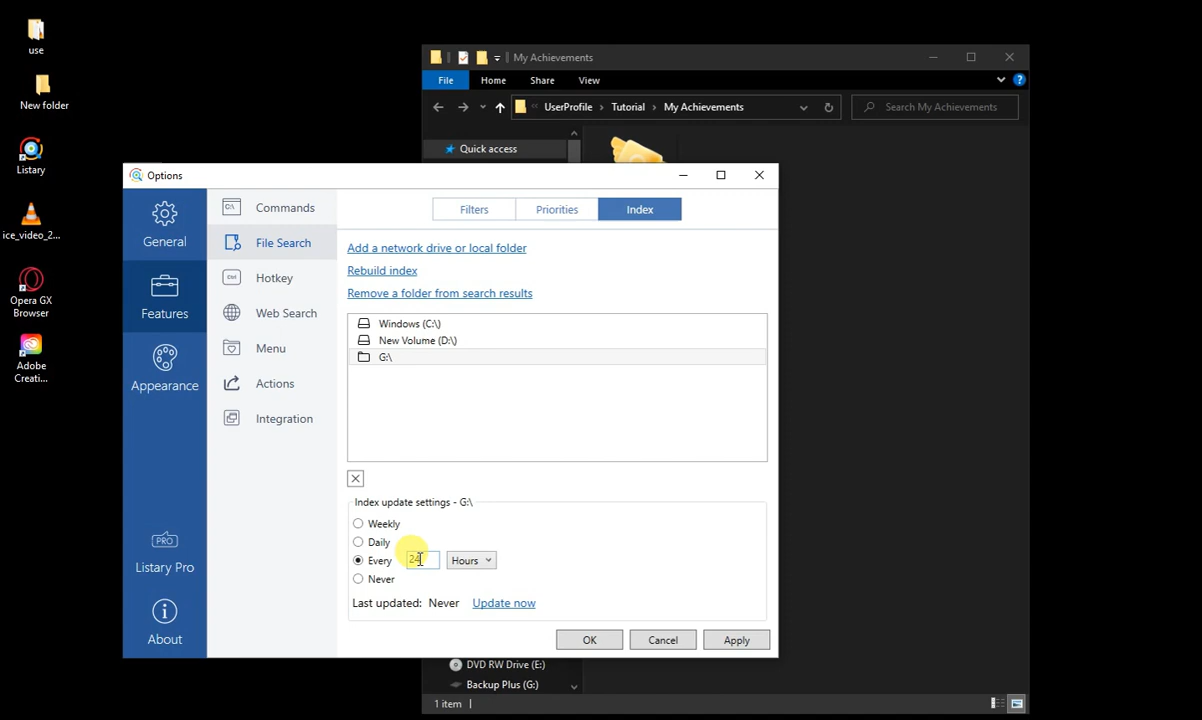 use
New folder
Listary
ice_video_2...
Opera GX
Browser
Adobe
Creati...
My Achievements
File Home Share View
UserProfile Tutorial My Achievements
Search My Achievements
Quick access
Options
General
Features
Appearance
PRO
Listary Pro
About
Commands
File Search
Ctrl Hotkey
Web Search
Menu
Actions
Integration
Filters Priorities Index
Add a network drive or local folder
Rebuild index
Remove a folder from search results
Windows (C:\)
New Volume (D:\)
G:\
Index update settings - G:\
Weekly
Daily
Every 24 Hours
Never
Last updated: Never Update now
OK Cancel Apply
DVD RW Drive (E:)
Backup Plus (G:)
1 item